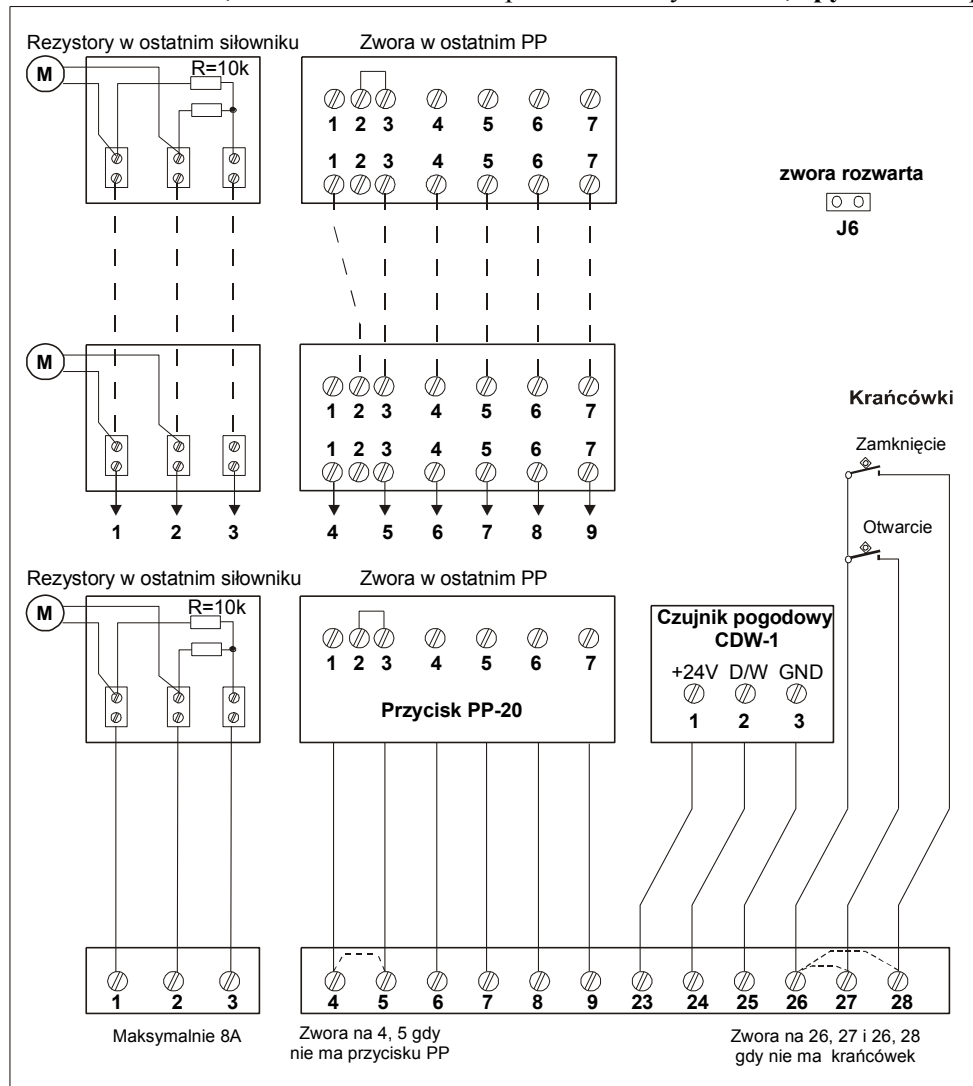 Rezystory w ostatnim siłowniku
Zwora w ostatnim PP
M
R=10k
1 2 3 4 5 6 7
1 2 3 4 5 6 7
zwora rozwarta
J6
M
1 2 3 4 5 6 7
1 2 3 4 5 6 7
Krańcówki
Zamknięcie
Otwarcie
1 2 3
4 5 6 7 8 9
Rezystory w ostatnim siłowniku
Zwora w ostatnim PP
M
R=10k
1 2 3 4 5 6 7
Przycisk PP-20
Czujnik pogodowy
CDW-1
+24V D/W GND
1 2 3
1 2 3
4 5 6 7 8 9 23 24 25 26 27 28
Maksymalnie 8A
Zwora na 4, 5 gdy
nie ma przycisku PP
Zwora na 26, 27 i 26, 28
gdy nie ma krańcówek